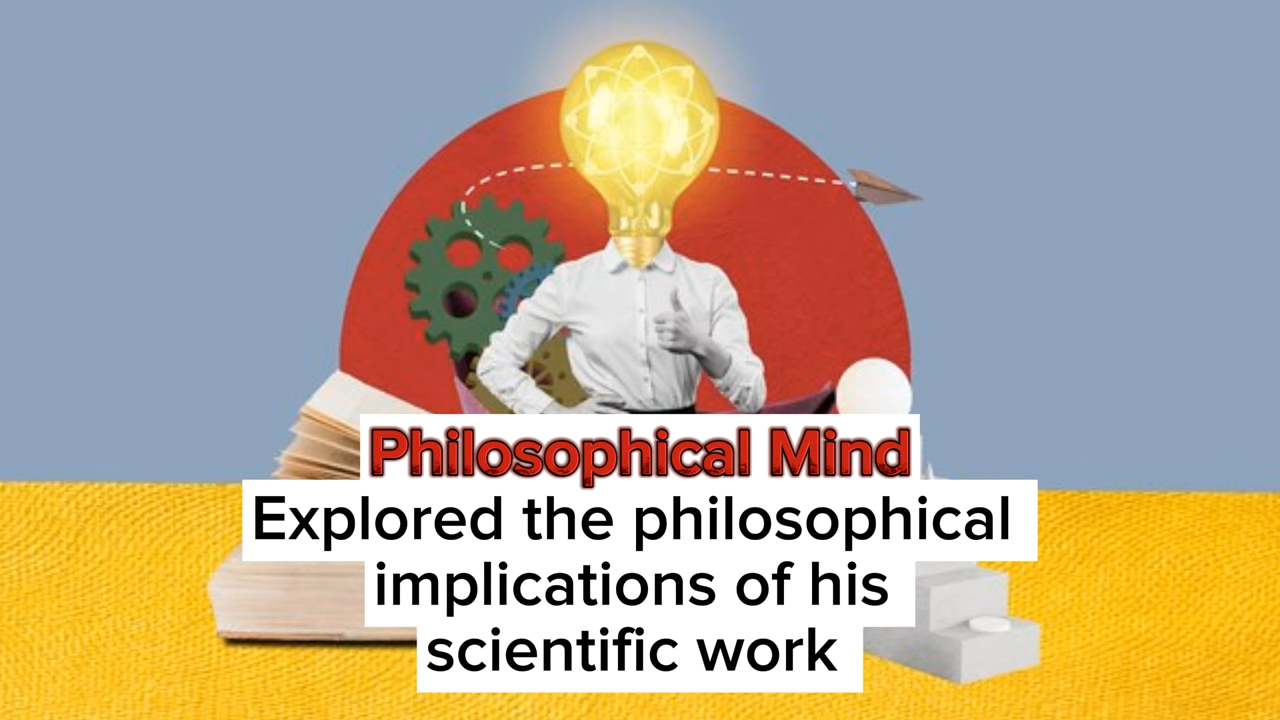 Philosophical Mind
Explored the philosophical
implications of his
scientific work